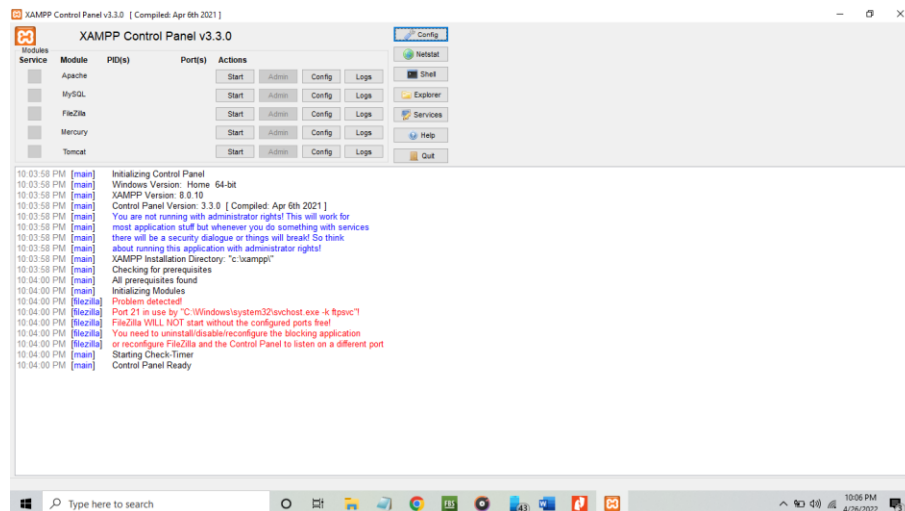 XAMPP Control Panel v3.3.0 [ Compiled: Apr 6th 2021 ]
XAMPP Control Panel v3.3.0
Config
Modules
Service Module PID(s) Port(s) Actions
Netstat
Apache Start Admin Config Logs
Shell
MySQL Start Admin Config Logs
Explorer
FileZilla Start Admin Config Logs
Services
Mercury Start Admin Config Logs
Help
Tomcat Start Admin Config Logs
Quit
10:03:58 PM [main] Initializing Control Panel
10:03:58 PM [main] Windows Version: Home 64-bit
10:03:58 PM [main] XAMPP Version: 8.0.10
10:03:58 PM [main] Control Panel Version: 3.3.0 [ Compiled: Apr 6th 2021 ]
10:03:58 PM [main] You are not running with administrator rights! This will work for
10:03:58 PM [main] most application stuff but whenever you do something with services
10:03:58 PM [main] there will be a security dialogue or things will break! So think
10:03:58 PM [main] about running this application with administrator rights!
10:03:58 PM [main] XAMPP Installation Directory: "c:\xampp\"
10:03:58 PM [main] Checking for prerequisites
10:04:00 PM [main] All prerequisites found
10:04:00 PM [main] Initializing Modules
10:04:00 PM [filezilla] Problem detected!
10:04:00 PM [filezilla] Port 21 in use by "C:\Windows\system32\svchost.exe -k ftpsvc"!
10:04:00 PM [filezilla] FileZilla WILL NOT start without the configured ports free!
10:04:00 PM [filezilla] You need to uninstall/disable/reconfigure the blocking application
10:04:00 PM [filezilla] or reconfigure FileZilla and the Control Panel to listen on a different port
10:04:00 PM [main] Starting Check-Timer
10:04:00 PM [main] Control Panel Ready
Type here to search
FBS
43
10:06 PM
4/26/2022
3